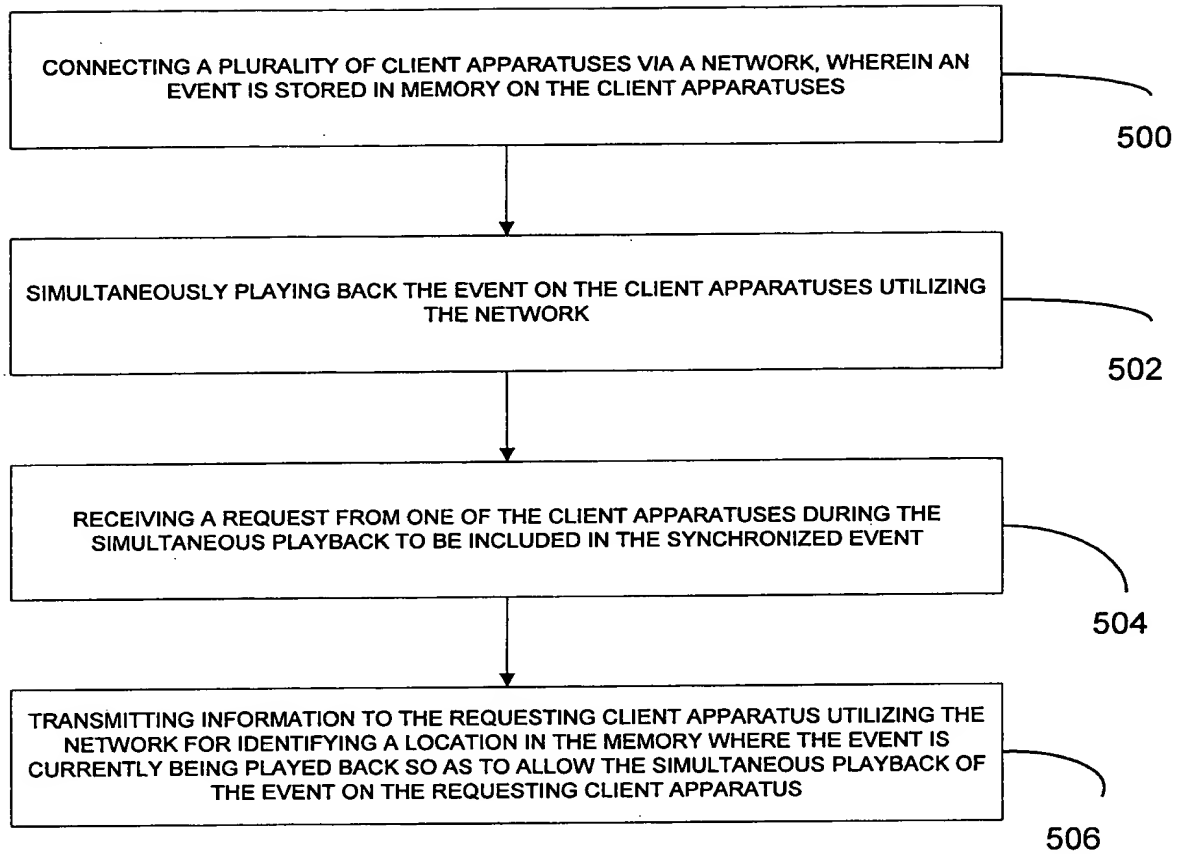 CONNECTING A PLURALITY OF CLIENT APPARATUSES VIA A NETWORK, WHEREIN AN
EVENT IS STORED IN MEMORY ON THE CLIENT APPARATUSES
500
SIMULTANEOUSLY PLAYING BACK THE EVENT ON THE CLIENT APPARATUSES UTILIZING
THE NETWORK
502
RECEIVING A REQUEST FROM ONE OF THE CLIENT APPARATUSES DURING THE
SIMULTANEOUS PLAYBACK TO BE INCLUDED IN THE SYNCHRONIZED EVENT
504
TRANSMITTING INFORMATION TO THE REQUESTING CLIENT APPARATUS UTILIZING THE
NETWORK FOR IDENTIFYING A LOCATION IN THE MEMORY WHERE THE EVENT IS
CURRENTLY BEING PLAYED BACK SO AS TO ALLOW THE SIMULTANEOUS PLAYBACK OF
THE EVENT ON THE REQUESTING CLIENT APPARATUS
506